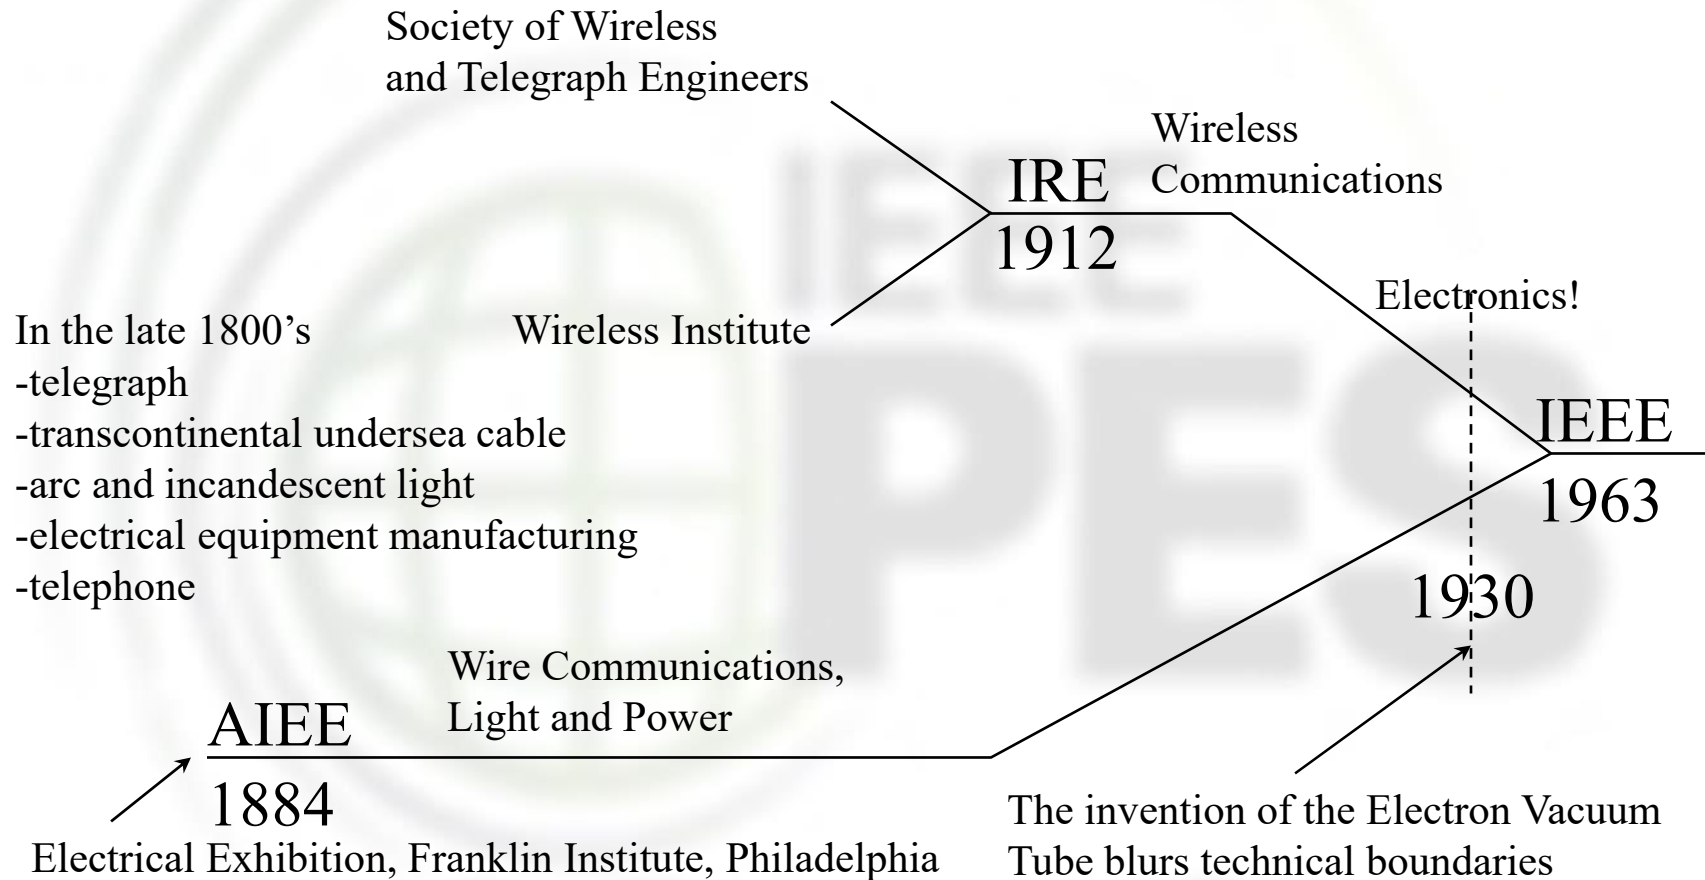 Society of Wireless
and Telegraph Engineers
Wireless
Communications
IRE
1912
Electronics!
In the late 1800’s
-telegraph
-transcontinental undersea cable
-arc and incandescent light
-electrical equipment manufacturing
-telephone
Wireless Institute
IEEE
1963
1930
Wire Communications,
Light and Power
AIEE
1884
Electrical Exhibition, Franklin Institute, Philadelphia
The invention of the Electron Vacuum
Tube blurs technical boundaries
IEEE
PES